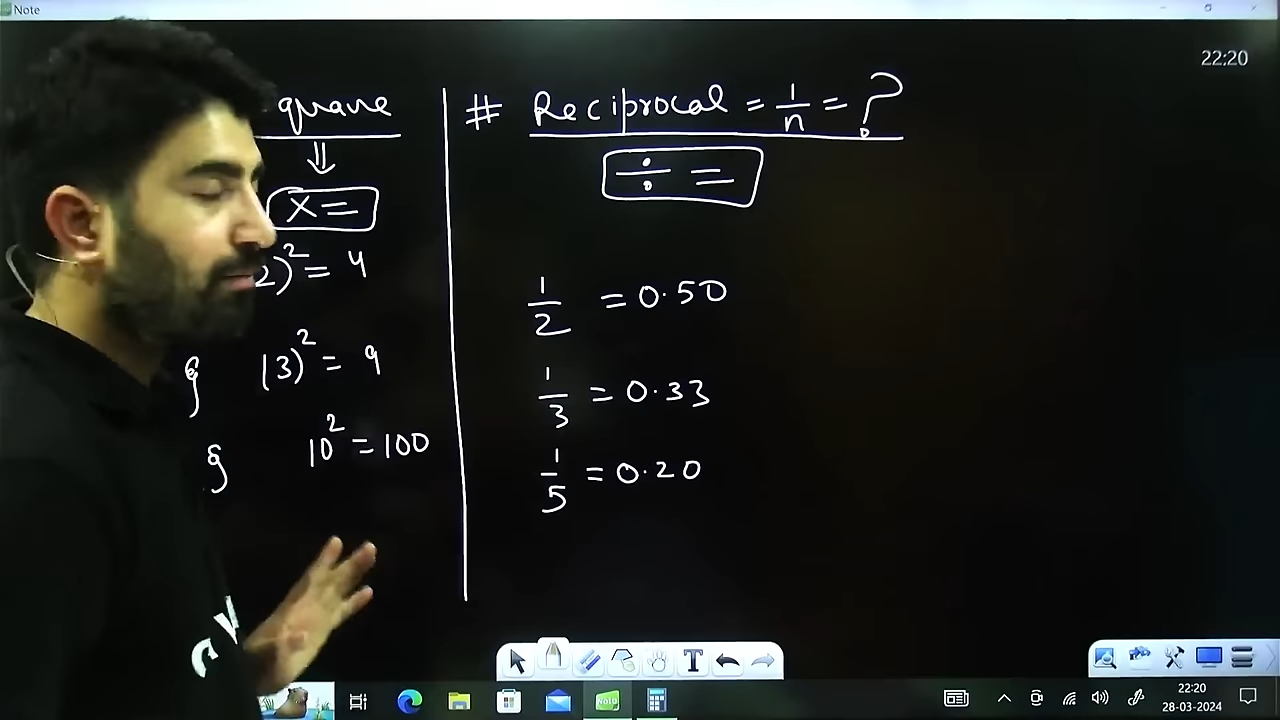 Note
22:20
quare
⇓
x=
2)² = 4
(3)² = 9
10² = 100
# Reciprocal = 1/n = ?
÷ =
1/2 = 0.50
1/3 = 0.33
1/5 = 0.20
T
Note
22:20
28-03-2024